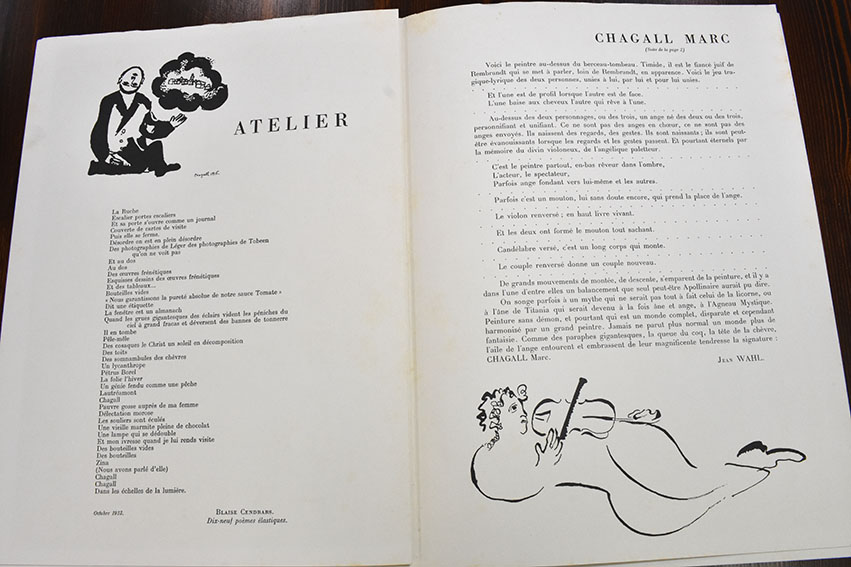 ATELIER
La Ruche
Escalier portes escaliers
Et sa porte s'ouvre comme un journal
Couverte de cartes de visite
Puis elle se ferme.
Désordre on est en plein désordre
Des photographies de Léger des photographies de Tobeen
qu'on ne voit pas
Et au dos
Au dos
Des œuvres frénétiques
Esquisses dessins des œuvres frénétiques
Et des tableaux...
Bouteilles vides
« Nous garantissons la pureté absolue de notre sauce Tomate »
Dit une étiquette
La fenêtre est un almanach
Quand les grues gigantesques des éclairs vident les péniches du
ciel à grand fracas et déversent des bannes de tonnerre
Il en tombe
Pêle-mêle
Des cosaques le Christ un soleil en décomposition
Des toits
Des somnambules des chèvres
Un lycanthrope
Pétrus Borel
La folie l'hiver
Un génie fendu comme une pêche
Lautréamont
Chagall
Pauvre gosse auprès de ma femme
Délectation morose
Les souliers sont éculés
Une vieille marmite pleine de chocolat
Une lampe qui se dédouble
Et mon ivresse quand je lui rends visite
Des bouteilles vides
Des bouteilles
Zina
(Nous avons parlé d'elle)
Chagall
Chagall
Dans les échelles de la lumière.
Octobre 1913.
BLAISE CENDRARS.
Dix-neuf poèmes élastiques.
CHAGALL MARC
(Suite de la page 2)
Voici le peintre au-dessus du berceau-tombeau. Timide, il est le fiancé juif de
Rembrandt qui se met à parler, loin de Rembrandt, en apparence. Voici le jeu tra-
gique-lyrique des deux personnes, unies à lui, par lui et pour lui unies.
Et l'une est de profil lorsque l'autre est de face.
L'une baise aux cheveux l'autre qui rêve à l'une.
Au-dessus des deux personnages, ou des trois, un ange né des deux ou des trois,
personnifiant et unifiant. Ce ne sont pas des anges en chœur, ce ne sont pas des
anges envoyés. Ils naissent des regards, des gestes. Ils sont naissants ; ils sont peut-
être évanouissants lorsque les regards et les gestes passent. Et pourtant éternels par
la mémoire du divin violoneux, de l'angélique paletteur.
C'est le peintre partout, en-bas rêveur dans l'ombre,
L'acteur, le spectateur,
Parfois ange fondant vers lui-même et les autres.
Parfois c'est un mouton, lui sans doute encore, qui prend la place de l'ange.
Le violon renversé ; en haut livre vivant.
Et les deux ont formé le mouton tout sachant.
Candélabre versé, c'est un long corps qui monte.
Le couple renversé donne un couple nouveau.
De grands mouvements de montée, de descente, s'emparent de la peinture, et il y a
dans l'une d'entre elles un balancement que seul peut-être Apollinaire aurait pu dire.
On songe parfois à un mythe qui ne serait pas tout à fait celui de la licorne, ou
à l'âne de Titania qui serait devenu à la fois âne et ange, à l'Agneau Mystique.
Peinture sans démon, et pourtant qui est un monde complet, disparate et cependant
harmonisé par un grand peintre. Jamais ne parut plus normal un monde plus de
fantaisie. Comme des paraphes gigantesques, la queue du coq, la tête de la chèvre,
l'aile de l'ange entourent et embrassent de leur magnificente tendresse la signature :
CHAGALL Marc.
JEAN WAHL.